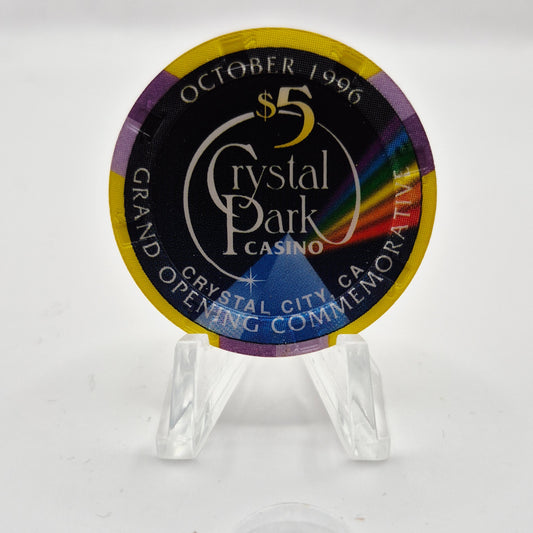 OCTOBER 1996
$5
Crystal
Park
CASINO
CRYSTAL CITY, CA.
GRAND OPENING COMMEMORATIVE